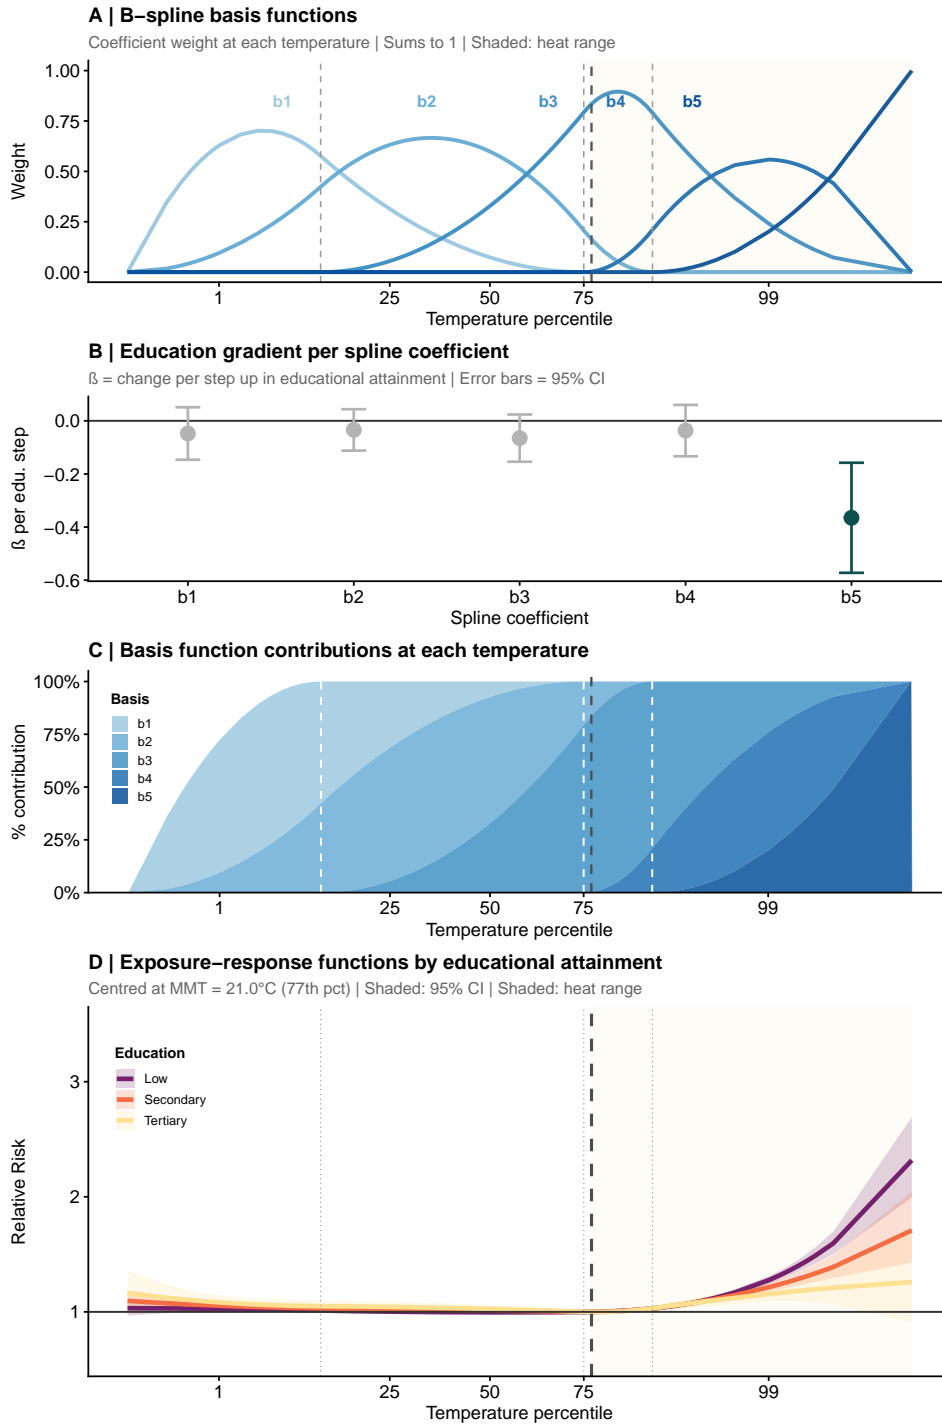 A | B−spline basis functions
Coefficient weight at each temperature | Sums to 1 | Shaded: heat range
1.00
0.75
0.50
0.25
0.00
Weight
b1
b2
b3
b4
b5
1
25
50
75
99
Temperature percentile
B | Education gradient per spline coefficient
ß = change per step up in educational attainment | Error bars = 95% CI
0.0
−0.2
−0.4
−0.6
ß per edu. step
b1
b2
b3
b4
b5
Spline coefficient
C | Basis function contributions at each temperature
100%
75%
50%
25%
0%
% contribution
Basis
b1
b2
b3
b4
b5
1
25
50
75
99
Temperature percentile
D | Exposure−response functions by educational attainment
Centred at MMT = 21.0°C (77th pct) | Shaded: 95% CI | Shaded: heat range
3
2
1
Relative Risk
Education
Low
Secondary
Tertiary
1
25
50
75
99
Temperature percentile